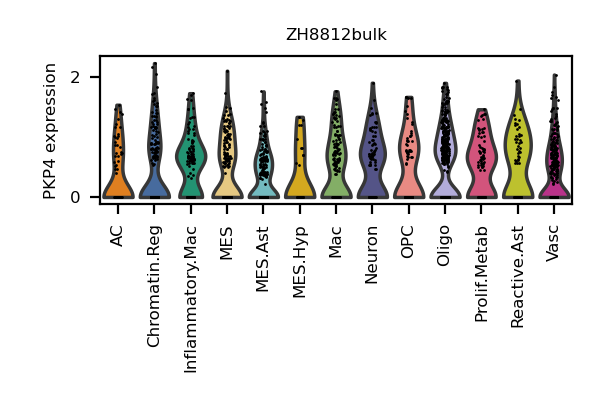 ZH8812bulk
PKP4 expression
2
0
AC
Chromatin.Reg
Inflammatory.Mac
MES
MES.Ast
MES.Hyp
Mac
Neuron
OPC
Oligo
Prolif.Metab
Reactive.Ast
Vasc